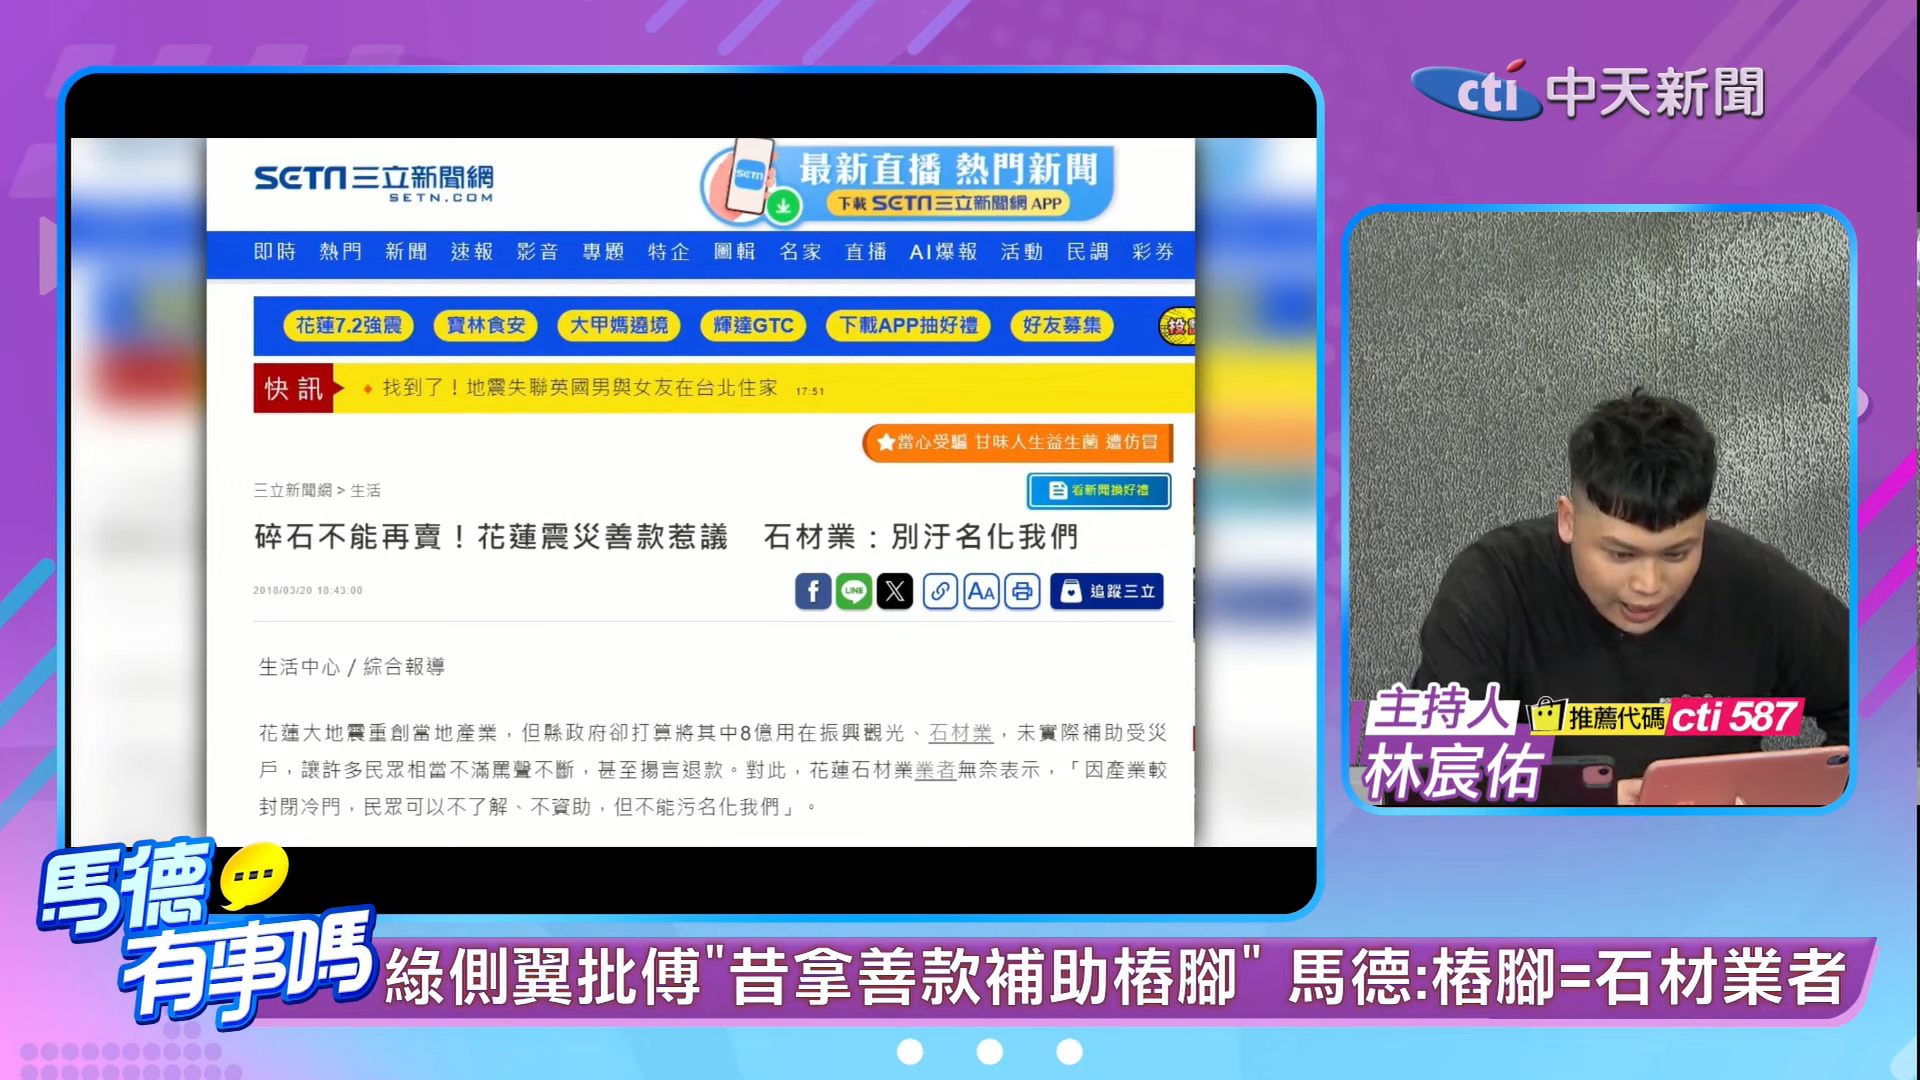 cti 中天新聞
SETN三立新聞網
SETN.COM
SETN
最新直播 熱門新聞
下載 SETN三立新聞網 APP
即時 熱門 新聞 速報 影音 專題 特企 圖輯 名家 直播 AI爆報 活動 民調 彩券
花蓮7.2強震 寶林食安 大甲媽遶境 輝達GTC 下載APP抽好禮 好友募集
快訊 找到了！地震失聯英國男與女友在台北住家 17:51
當心受騙 甘味人生益生菌 遭仿冒
三立新聞網 > 生活
看新聞換好禮
碎石不能再賣！花蓮震災善款惹議　石材業：別汙名化我們
2018/03/20 18:43:00
f LINE X AA 追蹤三立
生活中心 / 綜合報導
花蓮大地震重創當地產業，但縣政府卻打算將其中8億用在振興觀光、石材業，未實際補助受災
戶，讓許多民眾相當不滿罵聲不斷，甚至揚言退款。對此，花蓮石材業業者無奈表示，「因產業較
封閉冷門，民眾可以不了解、不資助，但不能污名化我們」。
主持人
推薦代碼 cti 587
林宸佑
馬德
有事嗎
綠側翼批傅"昔拿善款補助樁腳" 馬德:樁腳=石材業者